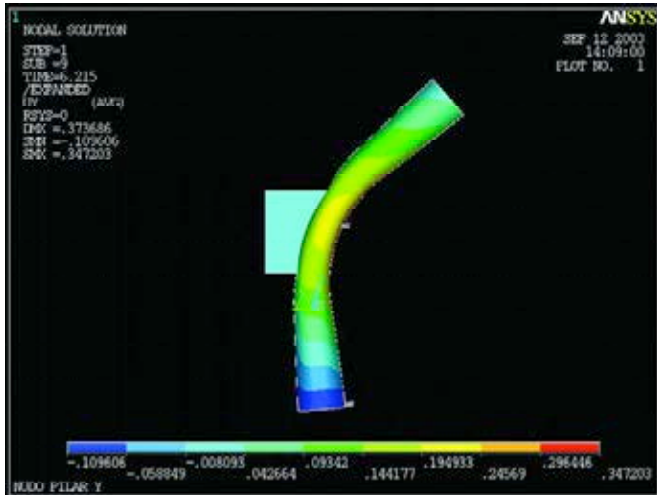 1
ANSYS
NODAL SOLUTION
STEP=1
SUB =9
TIME=6.215
/EXPANDED
UY (AVG)
RSYS=0
DMX =.373686
SMN =-.109606
SMX =.347203
SEP 12 2003
14:09:00
PLOT NO. 1
-.109606 -.008093 .09342 .194933 .296446
-.058849 .042664 .144177 .24569 .347203
NUDO PILAR Y